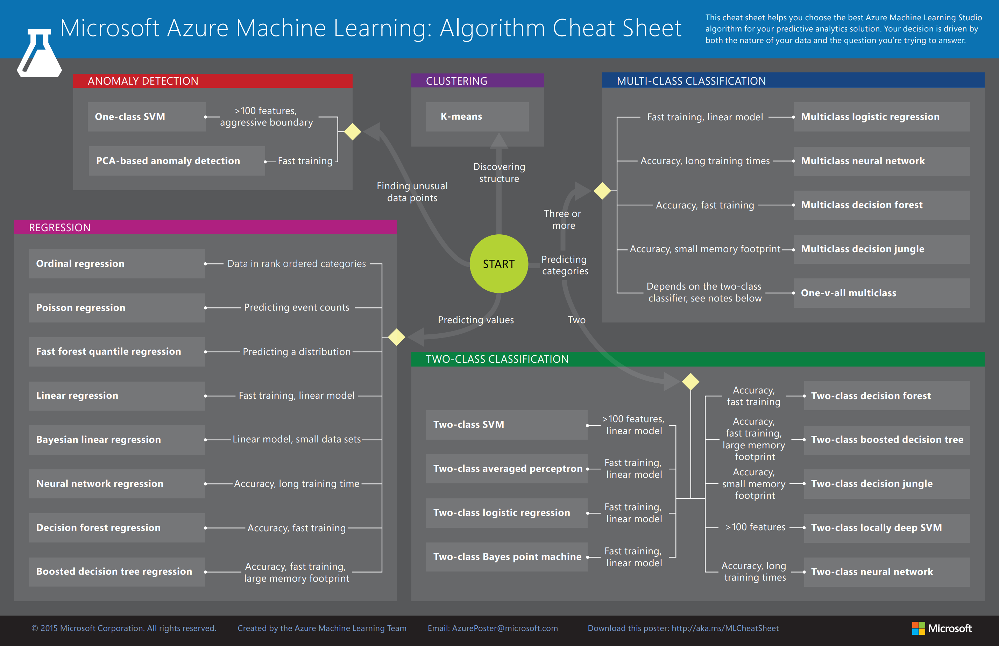 Microsoft Azure Machine Learning: Algorithm Cheat Sheet
This cheat sheet helps you choose the best Azure Machine Learning Studio
algorithm for your predictive analytics solution. Your decision is driven by
both the nature of your data and the question you’re trying to answer.
ANOMALY DETECTION
One-class SVM
>100 features,
aggressive boundary
PCA-based anomaly detection
Fast training
CLUSTERING
K-means
Discovering
structure
Finding unusual
data points
Three or
more
START
Predicting
categories
Predicting values
Two
MULTI-CLASS CLASSIFICATION
Fast training, linear model
Multiclass logistic regression
Accuracy, long training times
Multiclass neural network
Accuracy, fast training
Multiclass decision forest
Accuracy, small memory footprint
Multiclass decision jungle
Depends on the two-class
classifier, see notes below
One-v-all multiclass
REGRESSION
Ordinal regression
Data in rank ordered categories
Poisson regression
Predicting event counts
Fast forest quantile regression
Predicting a distribution
Linear regression
Fast training, linear model
Bayesian linear regression
Linear model, small data sets
Neural network regression
Accuracy, long training time
Decision forest regression
Accuracy, fast training
Boosted decision tree regression
Accuracy, fast training,
large memory footprint
TWO-CLASS CLASSIFICATION
Two-class SVM
>100 features,
linear model
Two-class averaged perceptron
Fast training,
linear model
Two-class logistic regression
Fast training,
linear model
Two-class Bayes point machine
Fast training,
linear model
Accuracy,
fast training
Two-class decision forest
Accuracy,
fast training,
large memory
footprint
Two-class boosted decision tree
Accuracy,
small memory
footprint
Two-class decision jungle
>100 features
Two-class locally deep SVM
Accuracy, long
training times
Two-class neural network
© 2015 Microsoft Corporation. All rights reserved.
Created by the Azure Machine Learning Team
Email: AzurePoster@microsoft.com
Download this poster: http://aka.ms/MLCheatSheet
Microsoft